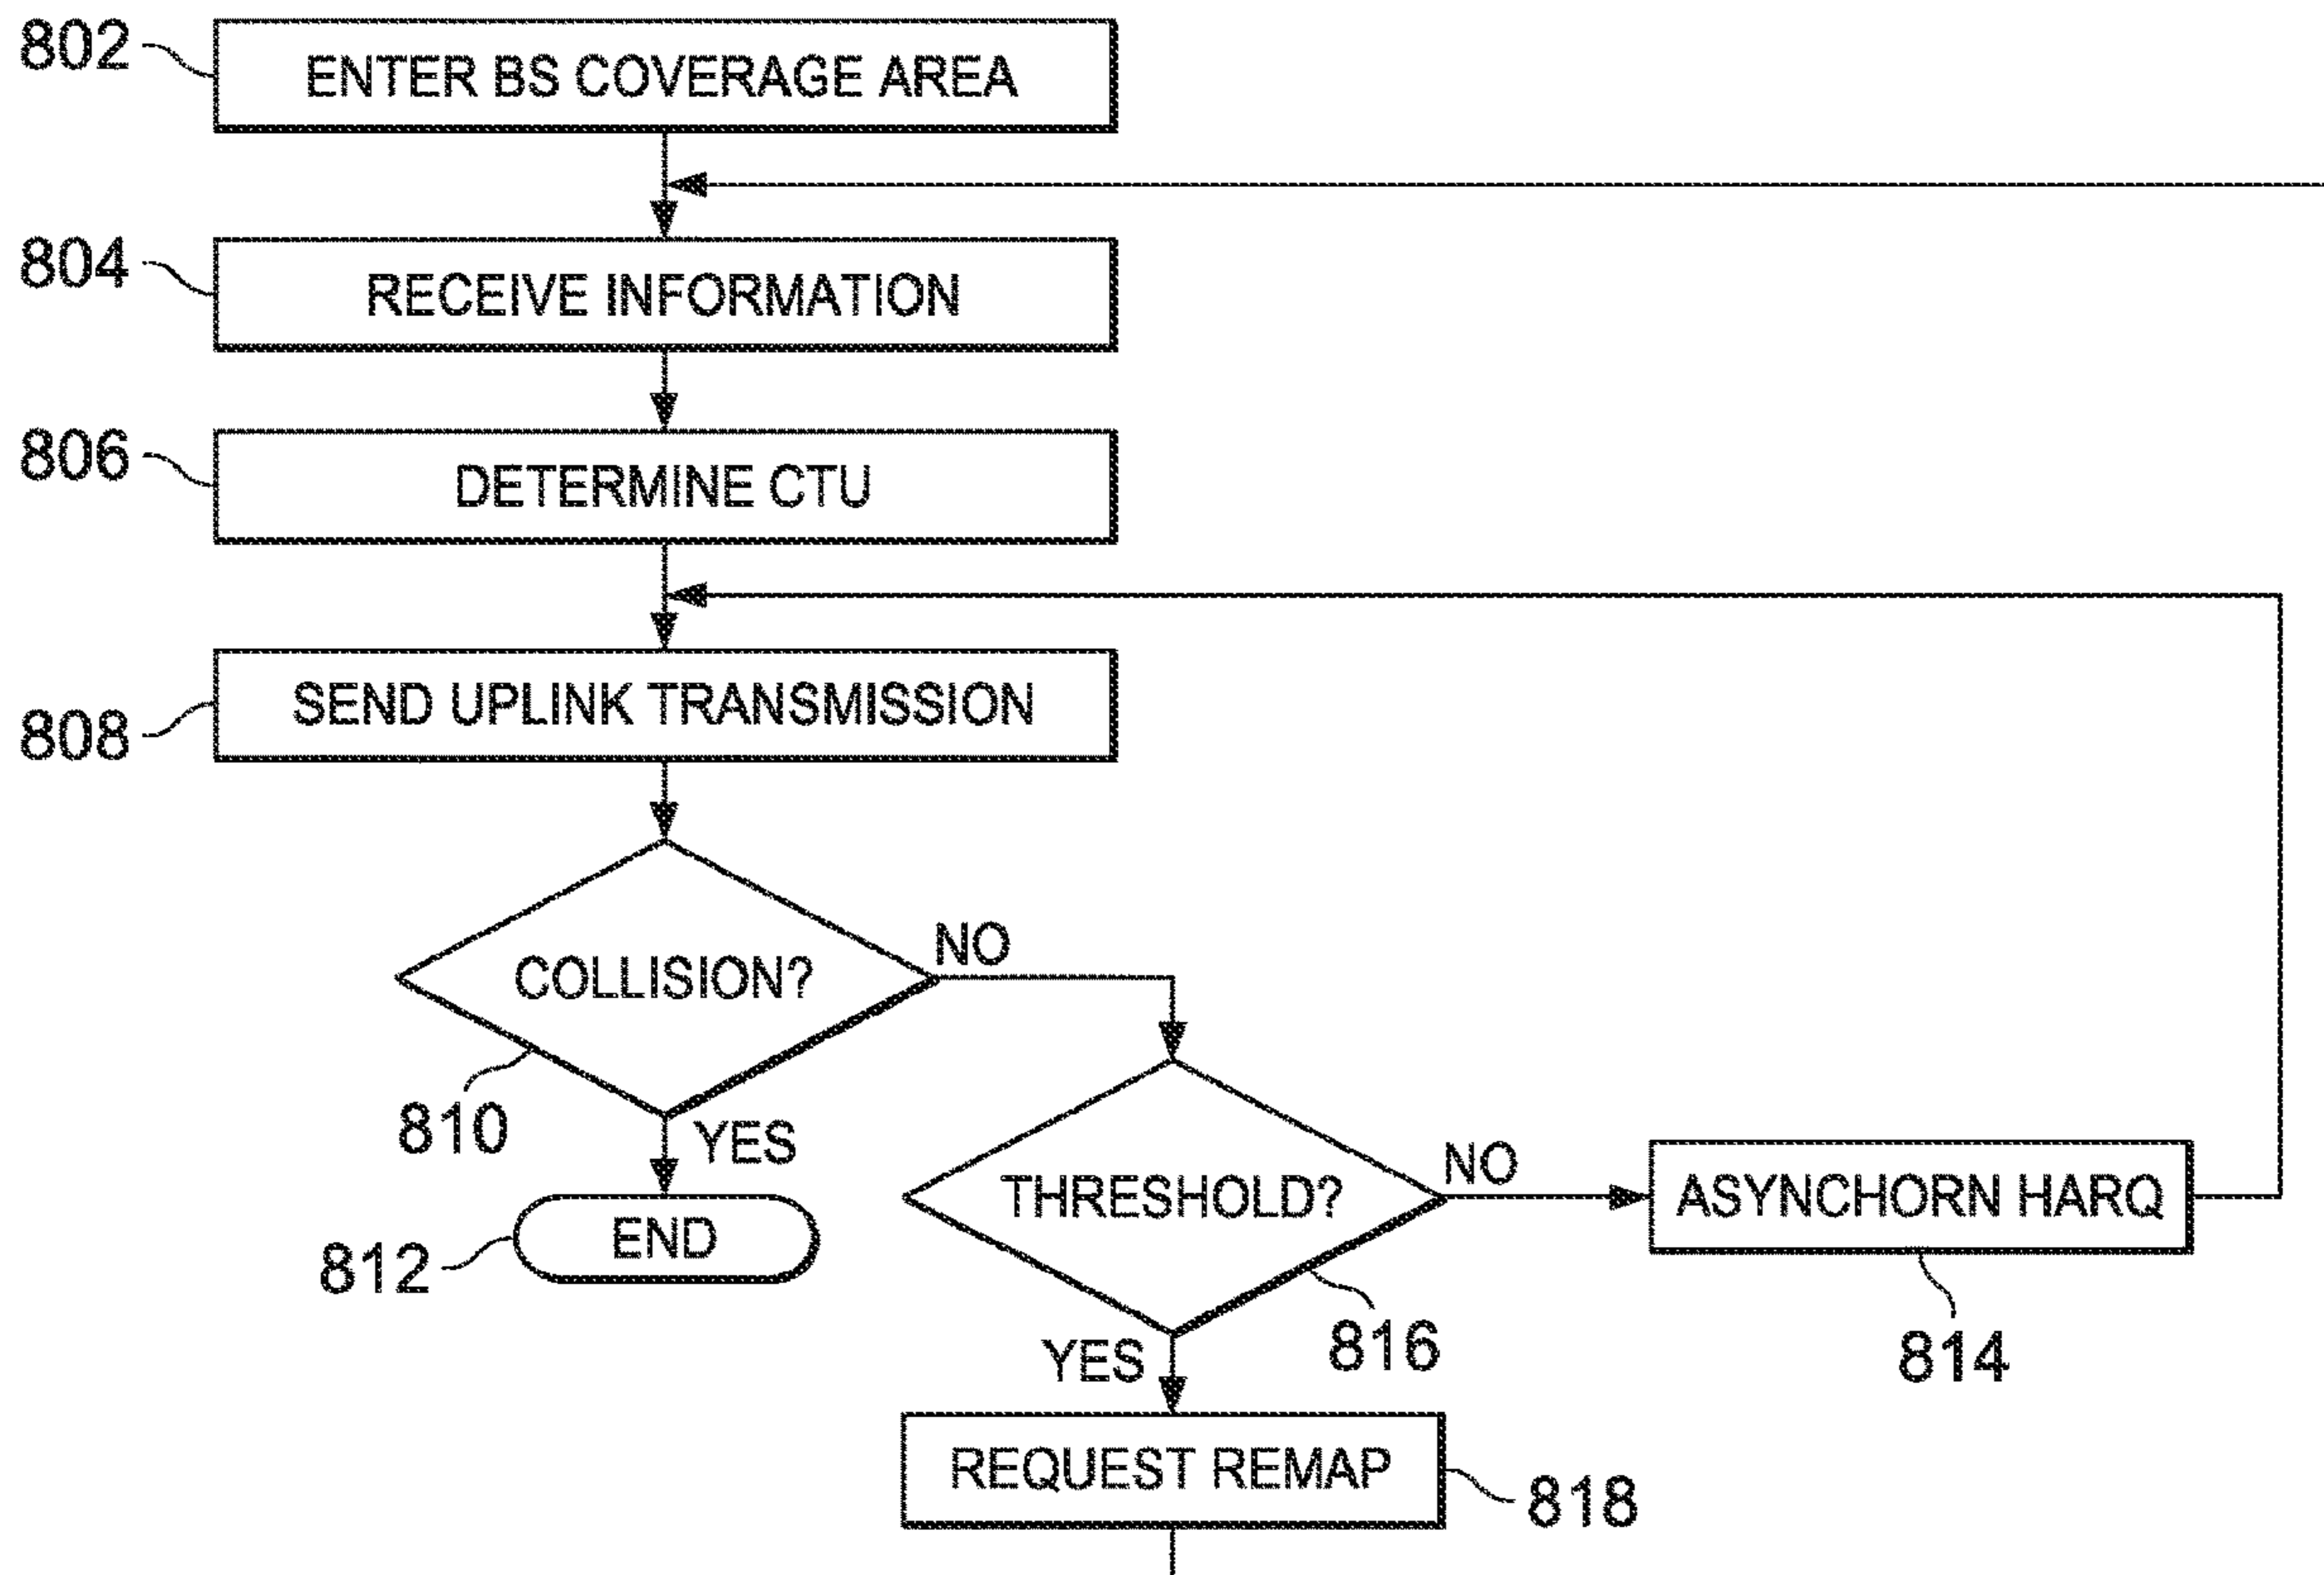 802
ENTER BS COVERAGE AREA
804
RECEIVE INFORMATION
806
DETERMINE CTU
808
SEND UPLINK TRANSMISSION
COLLISION?
NO
810
YES
812
END
THRESHOLD?
NO
ASYNCHORN HARQ
816
814
YES
REQUEST REMAP
818